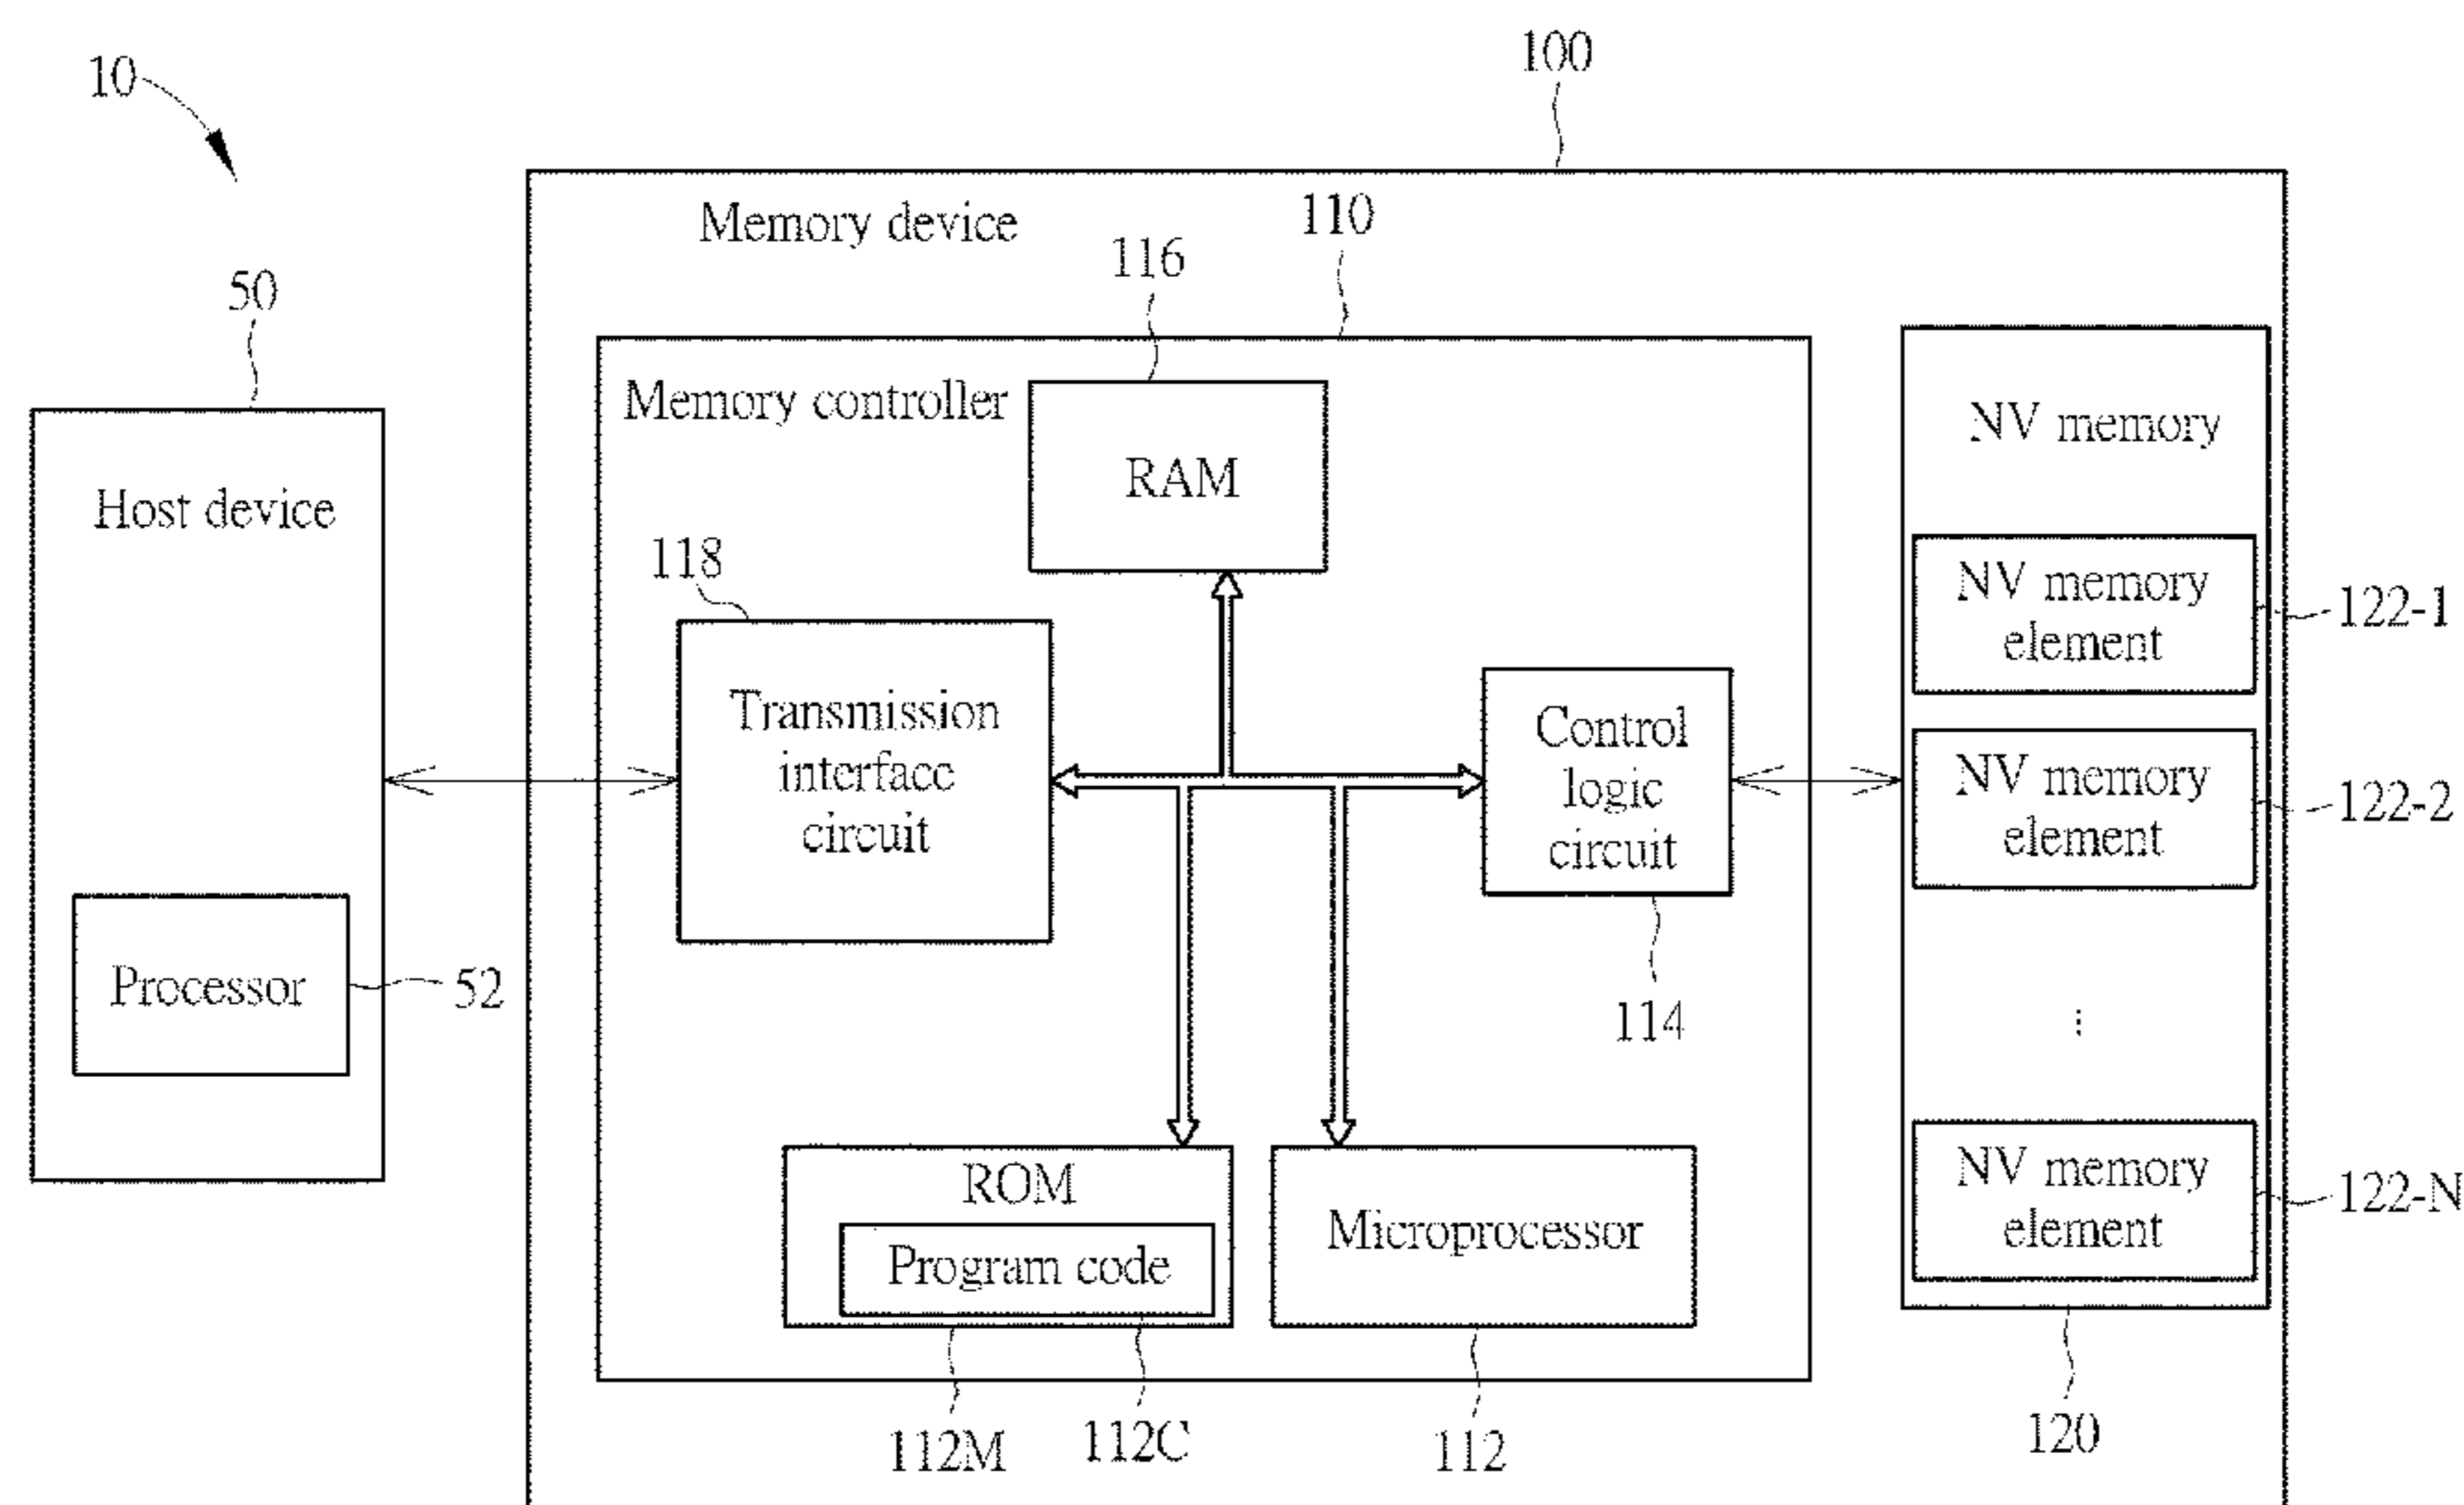 10
100
Memory device
110
116
50
Memory controller
RAM
NV memory
Host device
118
NV memory
element
122-1
Transmission
interface
circuit
Control
logic
circuit
NV memory
element
122-2
Processor
52
114
⋮
ROM
Program code
Microprocessor
NV memory
element
122-N
112M
112C
112
120